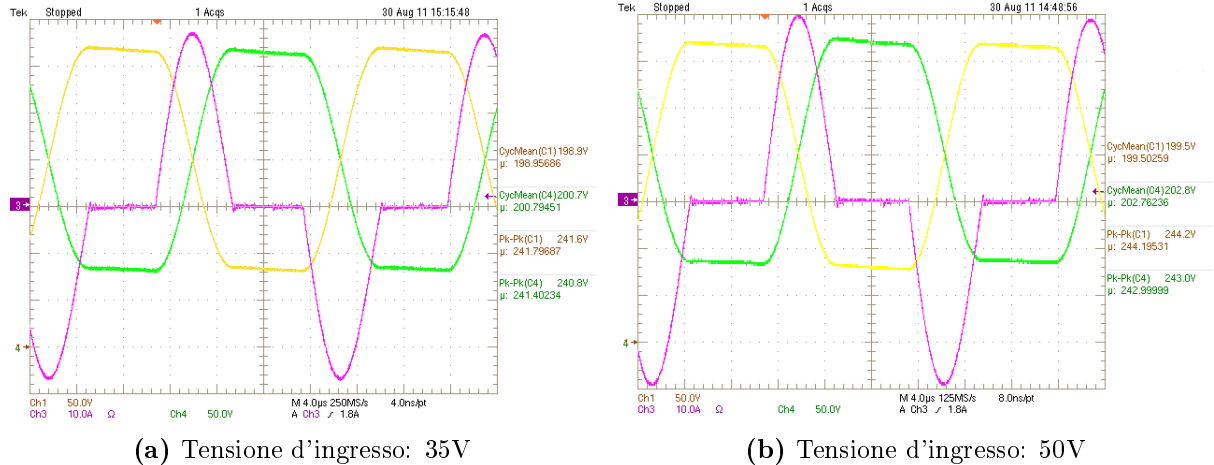 Tek Stopped 1 Acqs 30 Aug 11 15:15:48
3
4
CycMean(C1) 198.9V
µ: 198.95686
CycMean(C4) 200.7V
µ: 200.79451
Pk-Pk(C1) 241.6V
µ: 241.79687
Pk-Pk(C4) 240.8V
µ: 241.40234
Ch1 50.0V M 4.0µs 250MS/s 4.0ns/pt
Ch3 10.0A Ω Ch4 50.0V A Ch3 / 1.8A
(a) Tensione d'ingresso: 35V
Tek Stopped 1 Acqs 30 Aug 11 14:48:56
3
4
CycMean(C1) 199.5V
µ: 199.50259
CycMean(C4) 202.8V
µ: 202.76236
Pk-Pk(C1) 244.2V
µ: 244.19531
Pk-Pk(C4) 243.0V
µ: 242.99999
Ch1 50.0V M 4.0µs 125MS/s 8.0ns/pt
Ch3 10.0A Ω Ch4 50.0V A Ch3 / 1.8A
(b) Tensione d'ingresso: 50V